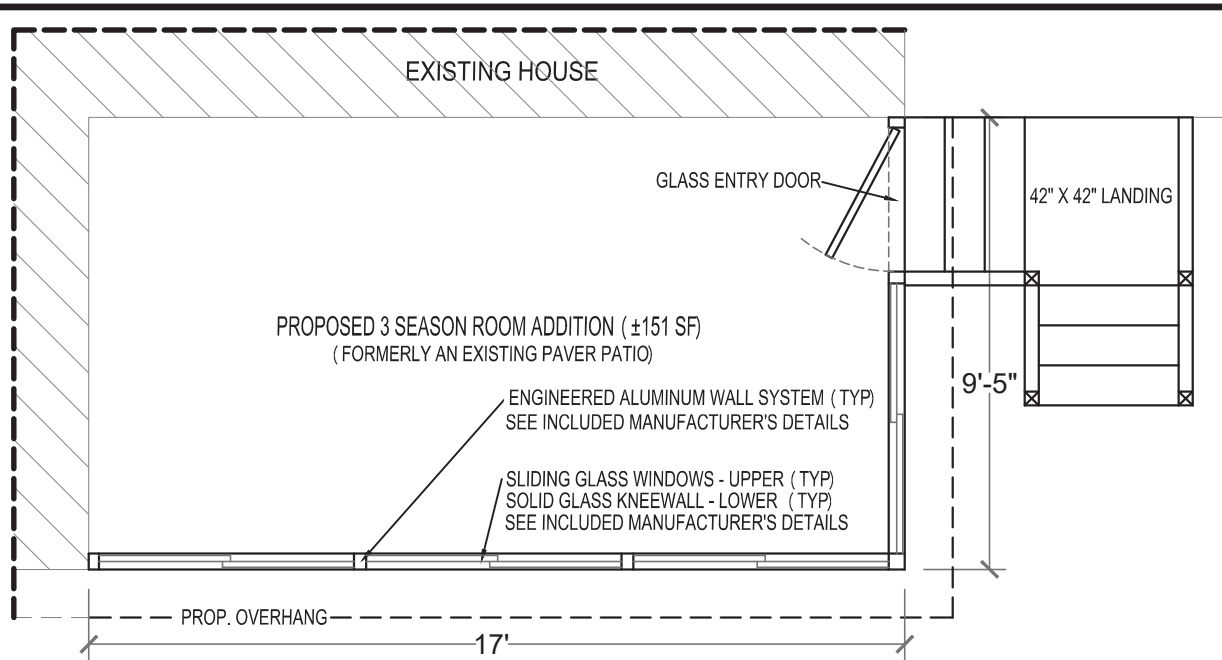 EXISTING HOUSE
GLASS ENTRY DOOR
42" X 42" LANDING
PROPOSED 3 SEASON ROOM ADDITION ( ±151 SF)
( FORMERLY AN EXISTING PAVER PATIO)
9'-5"
ENGINEERED ALUMINUM WALL SYSTEM ( TYP)
SEE INCLUDED MANUFACTURER'S DETAILS
SLIDING GLASS WINDOWS - UPPER ( TYP)
SOLID GLASS KNEEWALL - LOWER ( TYP)
SEE INCLUDED MANUFACTURER'S DETAILS
PROP. OVERHANG
17'